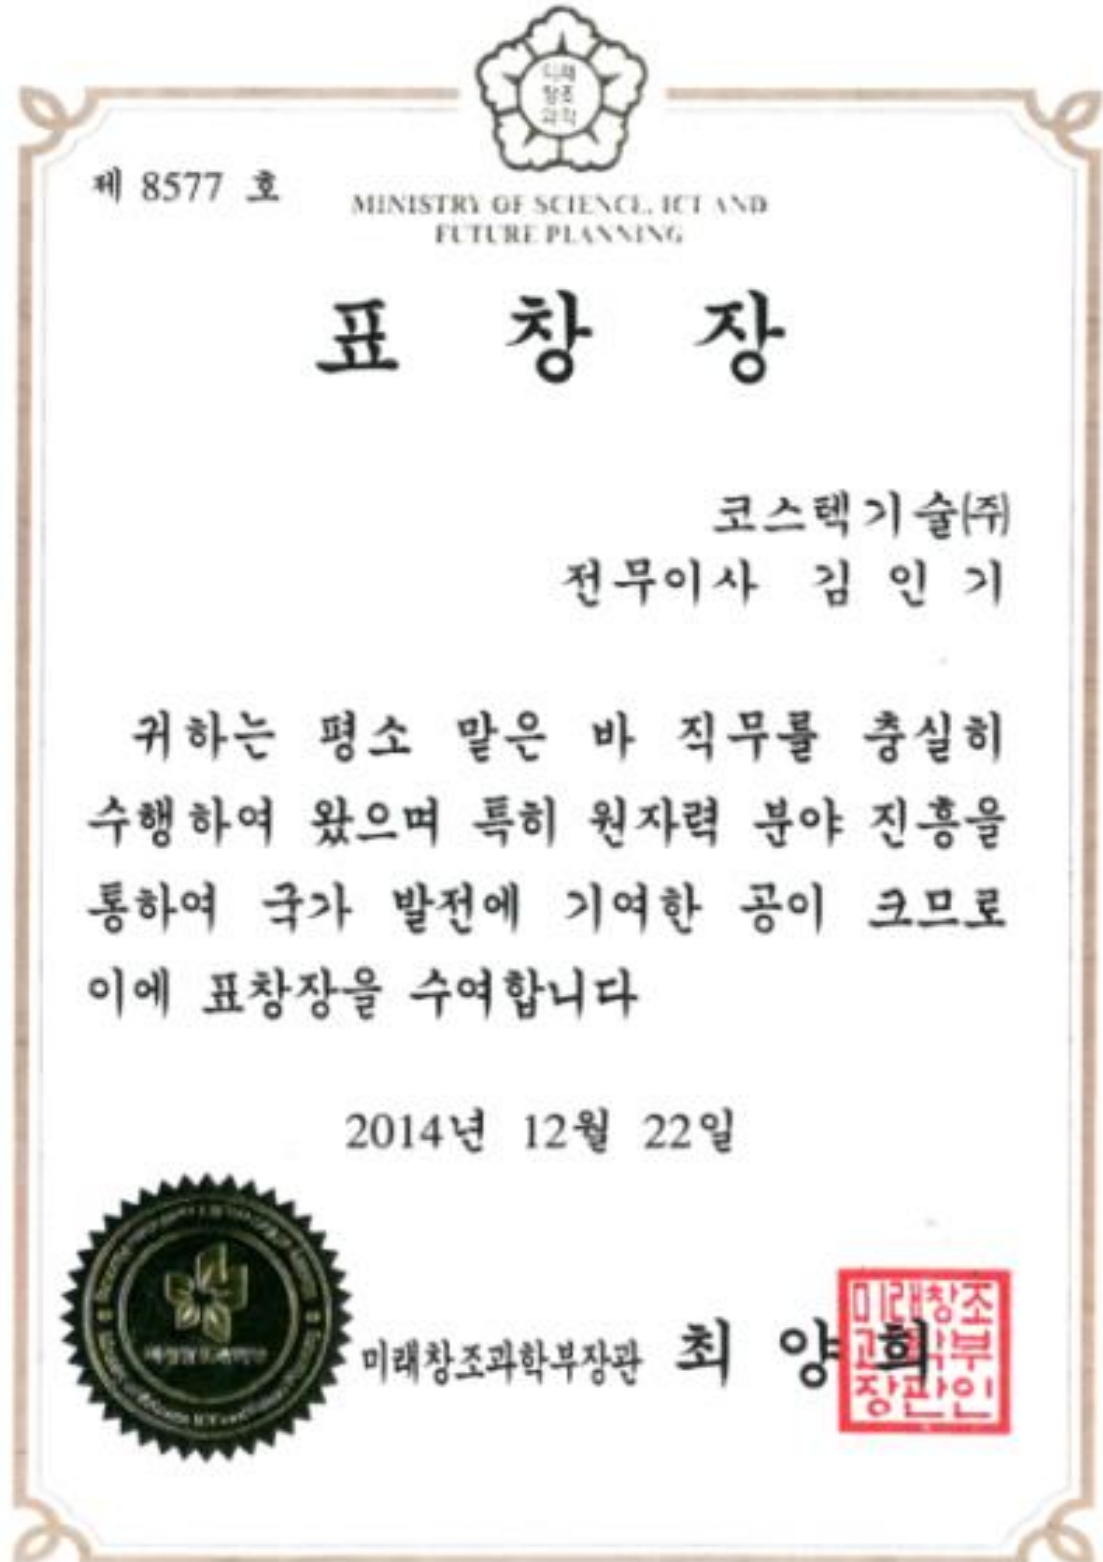 미래
창조
과학
제 8577 호
MINISTRY OF SCIENCE, ICT AND
FUTURE PLANNING
표 창 장
코스텍기술(주)
전무이사 김 인 기
귀하는 평소 맡은 바 직무를 충실히
수행하여 왔으며 특히 원자력 분야 진흥을
통하여 국가 발전에 기여한 공이 크므로
이에 표창장을 수여합니다
2014년 12월 22일
미래창조과학부장관 최 양 희
미래창조
과학부
장관인